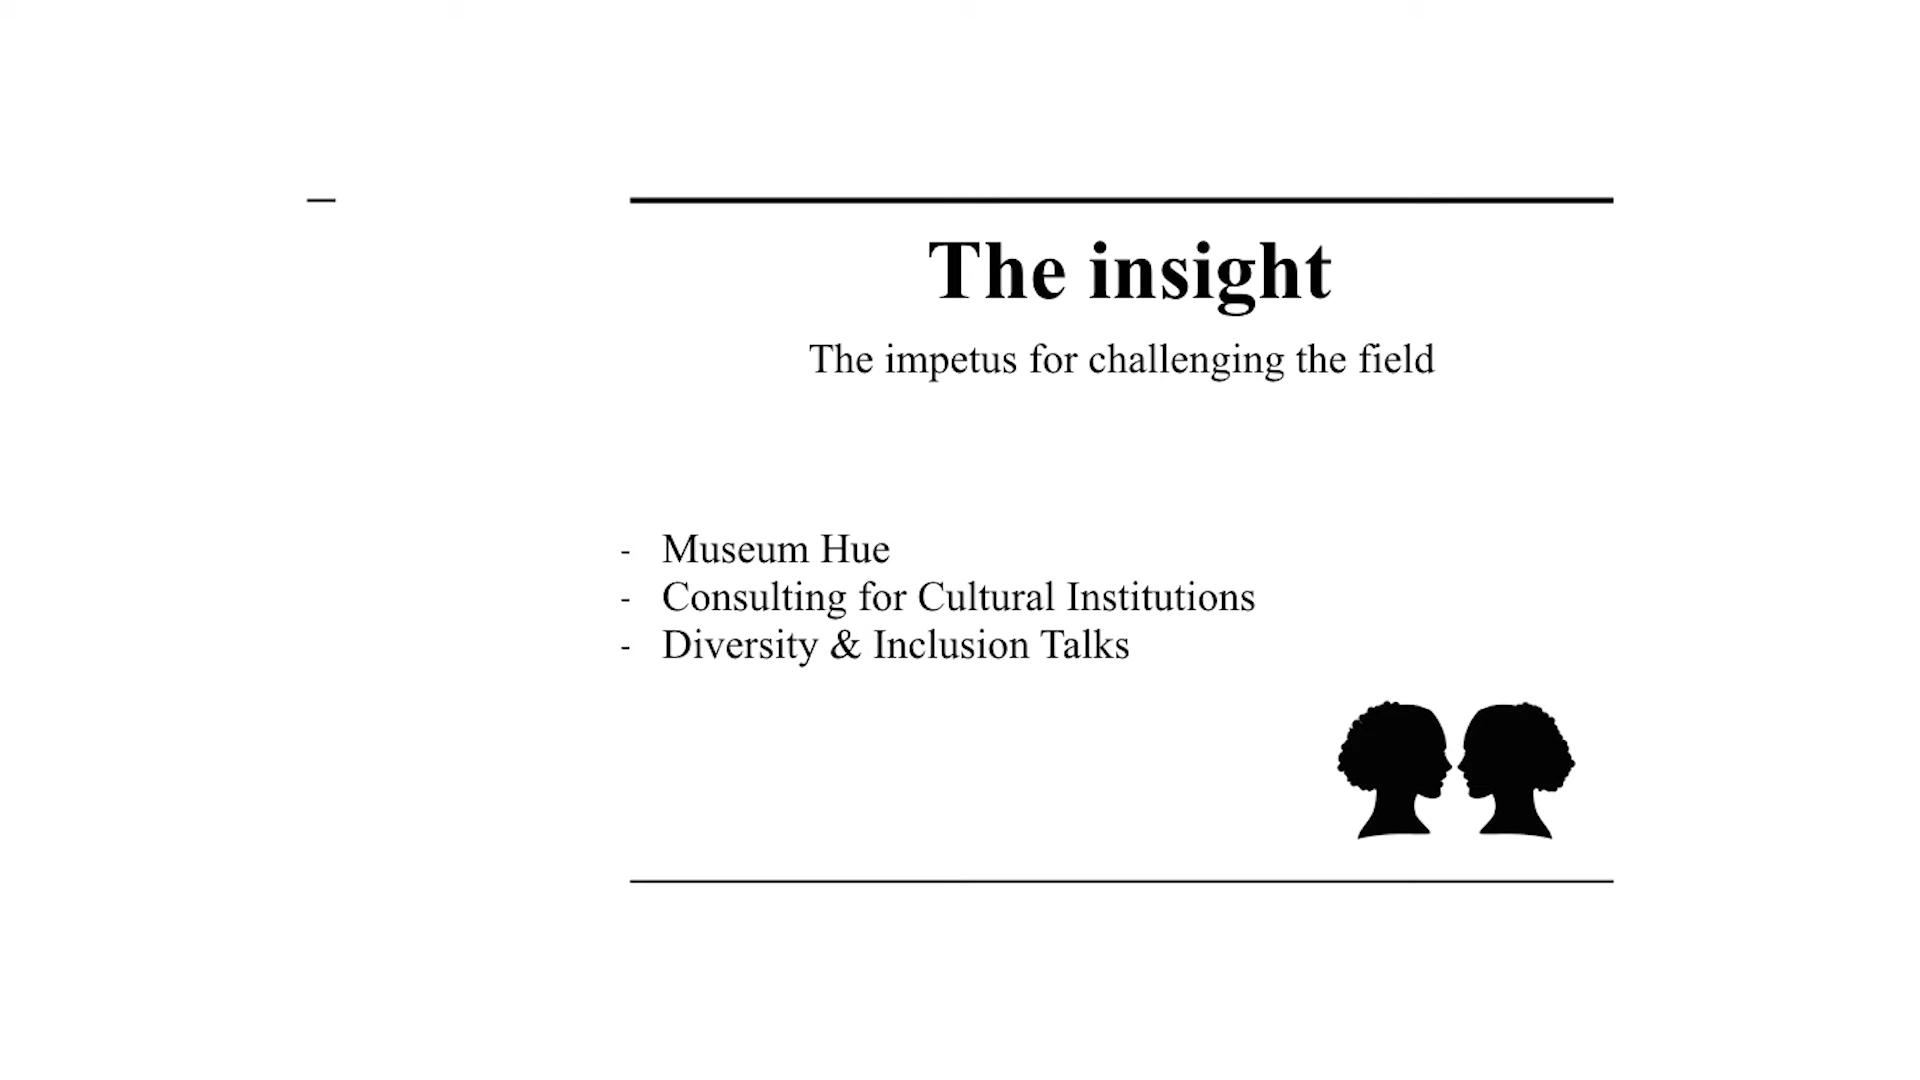 The insight
The impetus for challenging the field
- Museum Hue
- Consulting for Cultural Institutions
- Diversity & Inclusion Talks